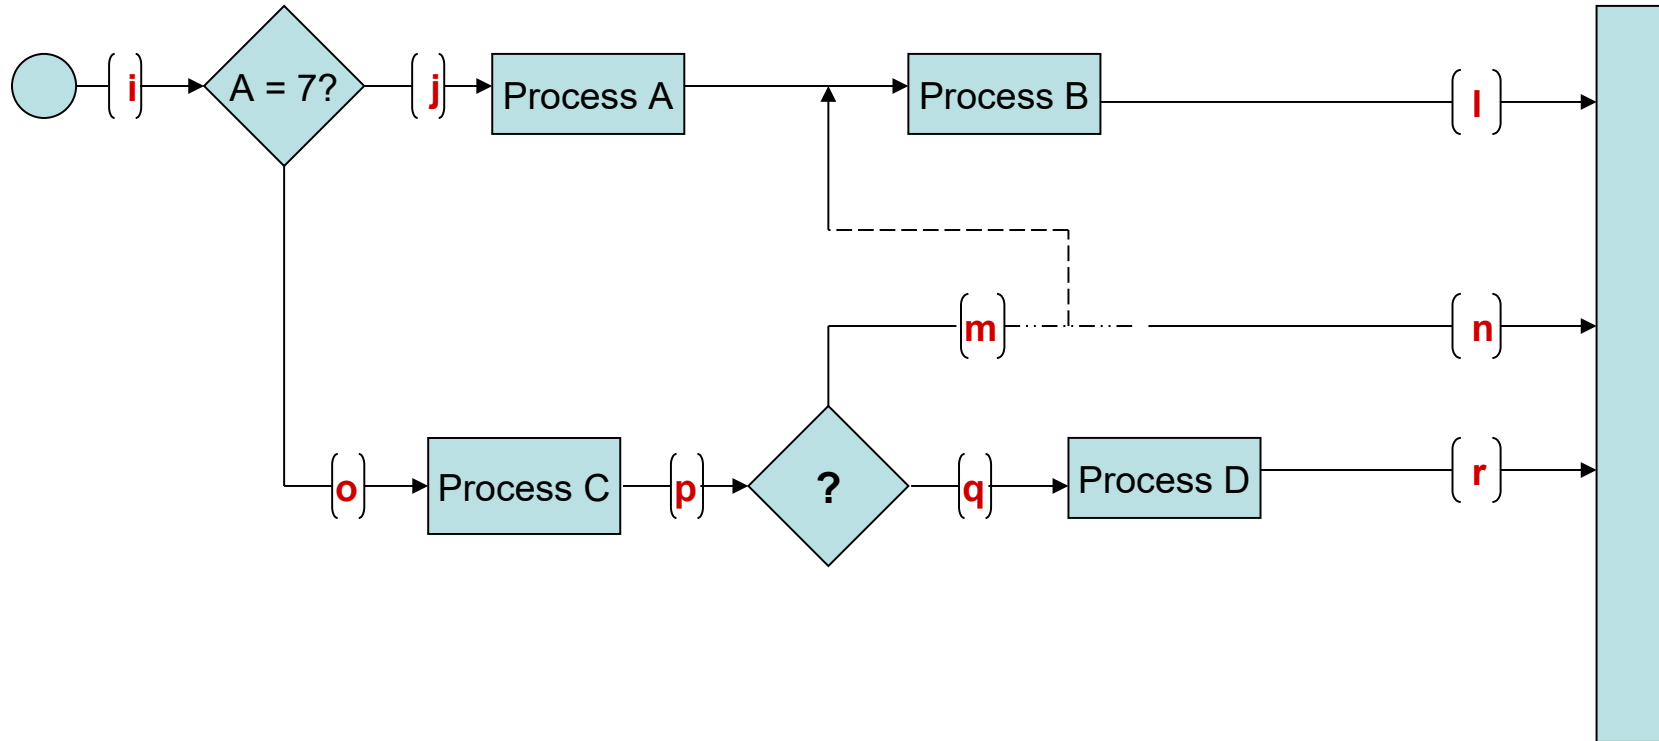 i
A = 7?
j
Process A
Process B
l
m
n
o
Process C
p
?
q
Process D
r